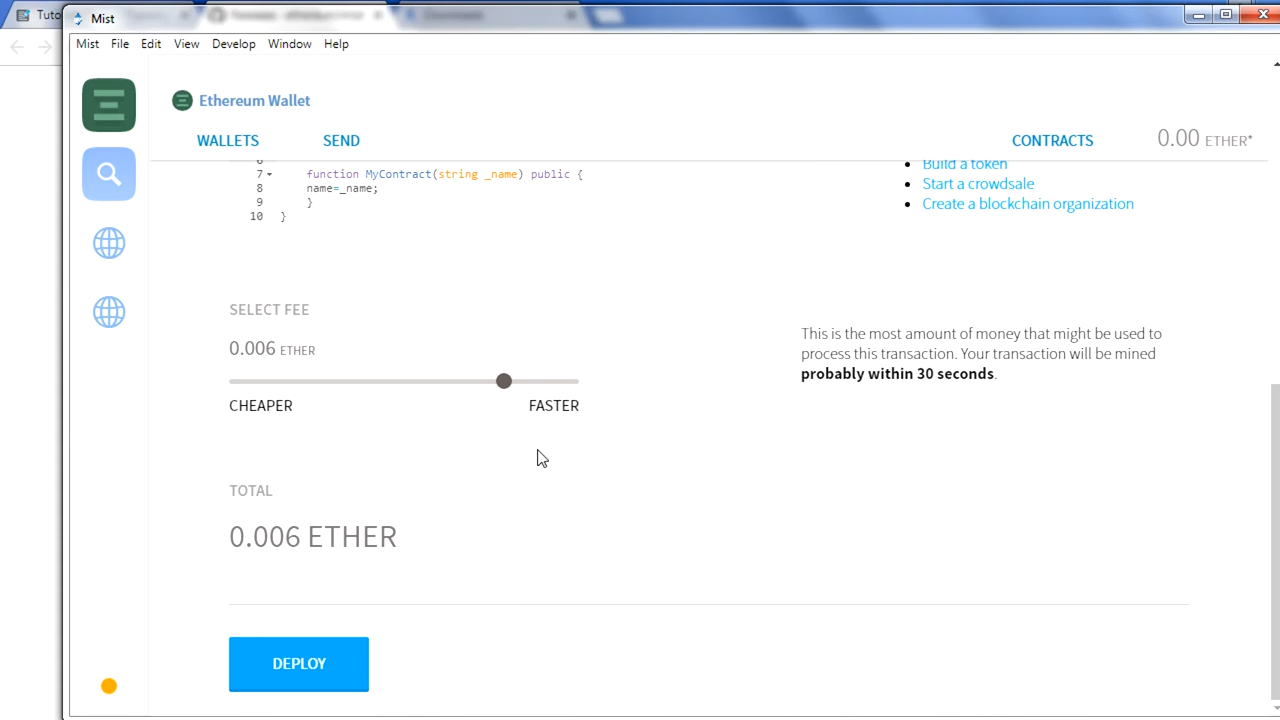 Tuto
Mist
Mist File Edit View Develop Window Help
Ethereum Wallet
WALLETS SEND CONTRACTS 0.00 ETHER*
6
7 function MyContract(string _name) public {
8 name=_name;
9 }
10 }
Build a token
Start a crowdsale
Create a blockchain organization
SELECT FEE
0.006 ETHER
CHEAPER FASTER
This is the most amount of money that might be used to
process this transaction. Your transaction will be mined
probably within 30 seconds.
TOTAL
0.006 ETHER
DEPLOY